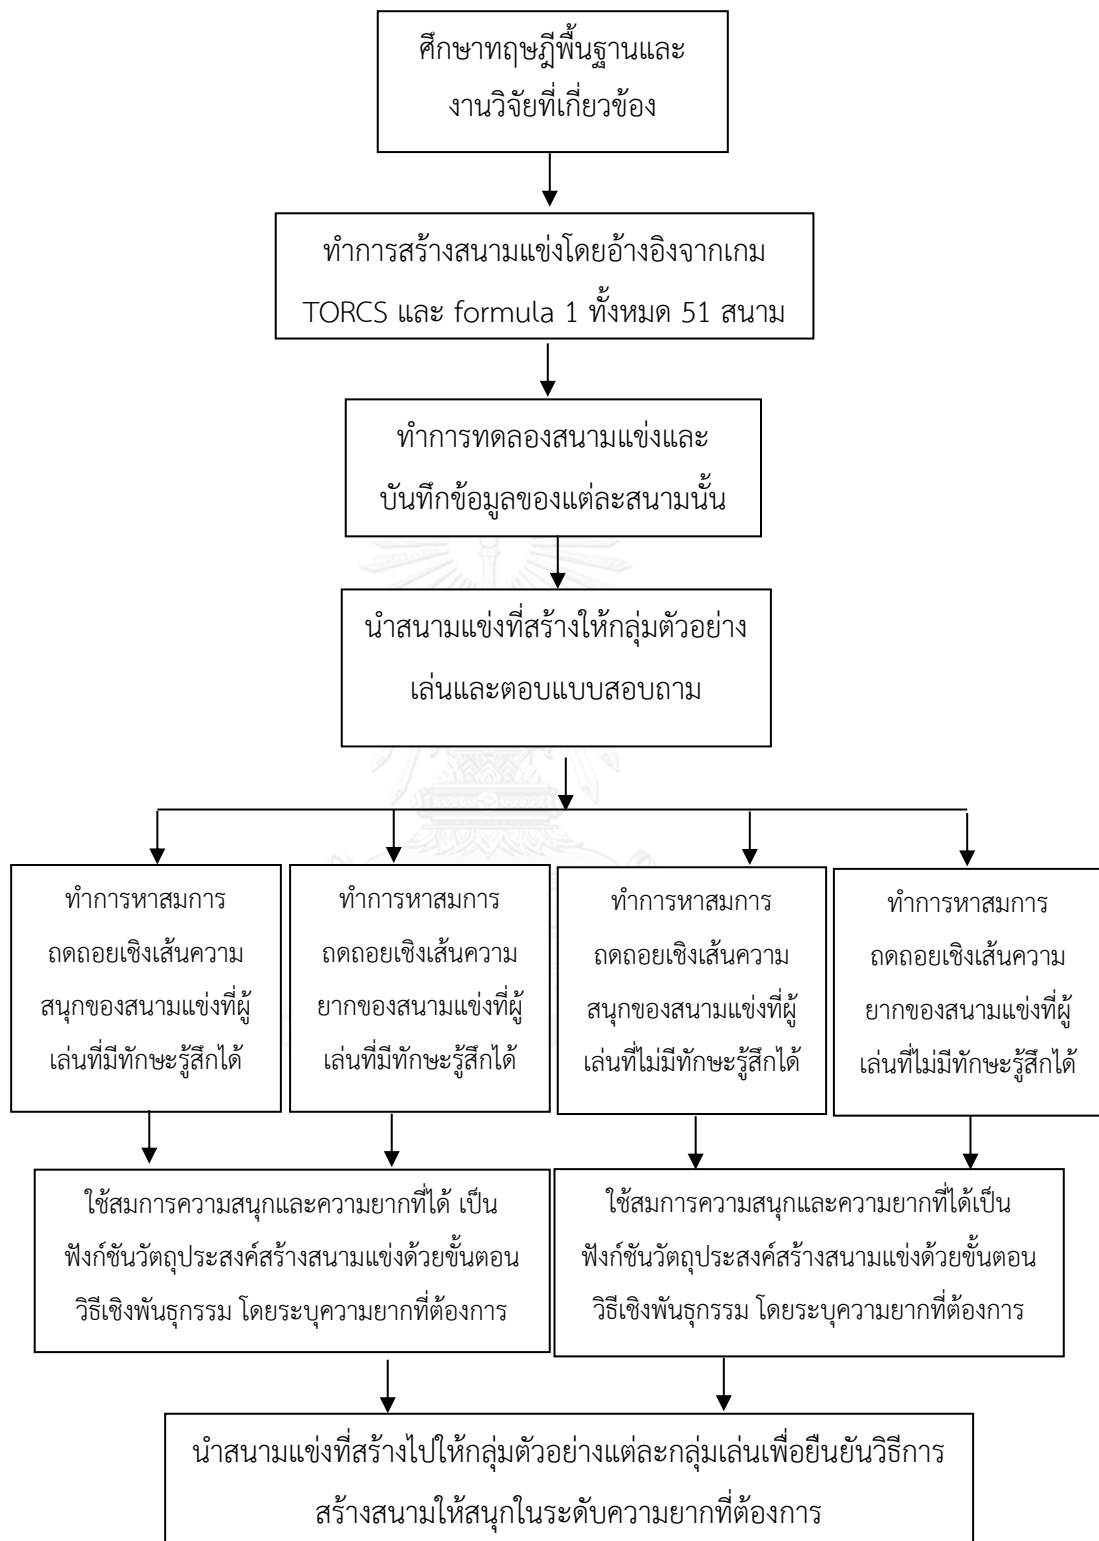 ศึกษาทฤษฎีพื้นฐานและ
งานวิจัยที่เกี่ยวข้อง
ทำการสร้างสนามแข่งโดยอ้างอิงจากเกม
TORCS และ formula 1 ทั้งหมด 51 สนาม
ทำการทดลองสนามแข่งและ
บันทึกข้อมูลของแต่ละสนามนั้น
นำสนามแข่งที่สร้างให้กลุ่มตัวอย่าง
เล่นและตอบแบบสอบถาม
ทำการหาสมการ
ถดถอยเชิงเส้นความ
สนุกของสนามแข่งที่ผู้
เล่นที่มีทักษะรู้สึกได้
ทำการหาสมการ
ถดถอยเชิงเส้นความ
ยากของสนามแข่งที่ผู้
เล่นที่มีทักษะรู้สึกได้
ทำการหาสมการ
ถดถอยเชิงเส้นความ
สนุกของสนามแข่งที่ผู้
เล่นที่ไม่มีทักษะรู้สึกได้
ทำการหาสมการ
ถดถอยเชิงเส้นความ
ยากของสนามแข่งที่ผู้
เล่นที่ไม่มีทักษะรู้สึกได้
ใช้สมการความสนุกและความยากที่ได้ เป็น
ฟังก์ชันวัตถุประสงค์สร้างสนามแข่งด้วยขั้นตอน
วิธีเชิงพันธุกรรม โดยระบุความยากที่ต้องการ
ใช้สมการความสนุกและความยากที่ได้เป็น
ฟังก์ชันวัตถุประสงค์สร้างสนามแข่งด้วยขั้นตอน
วิธีเชิงพันธุกรรม โดยระบุความยากที่ต้องการ
นำสนามแข่งที่สร้างไปให้กลุ่มตัวอย่างแต่ละกลุ่มเล่นเพื่อยืนยันวิธีการ
สร้างสนามให้สนุกในระดับความยากที่ต้องการ